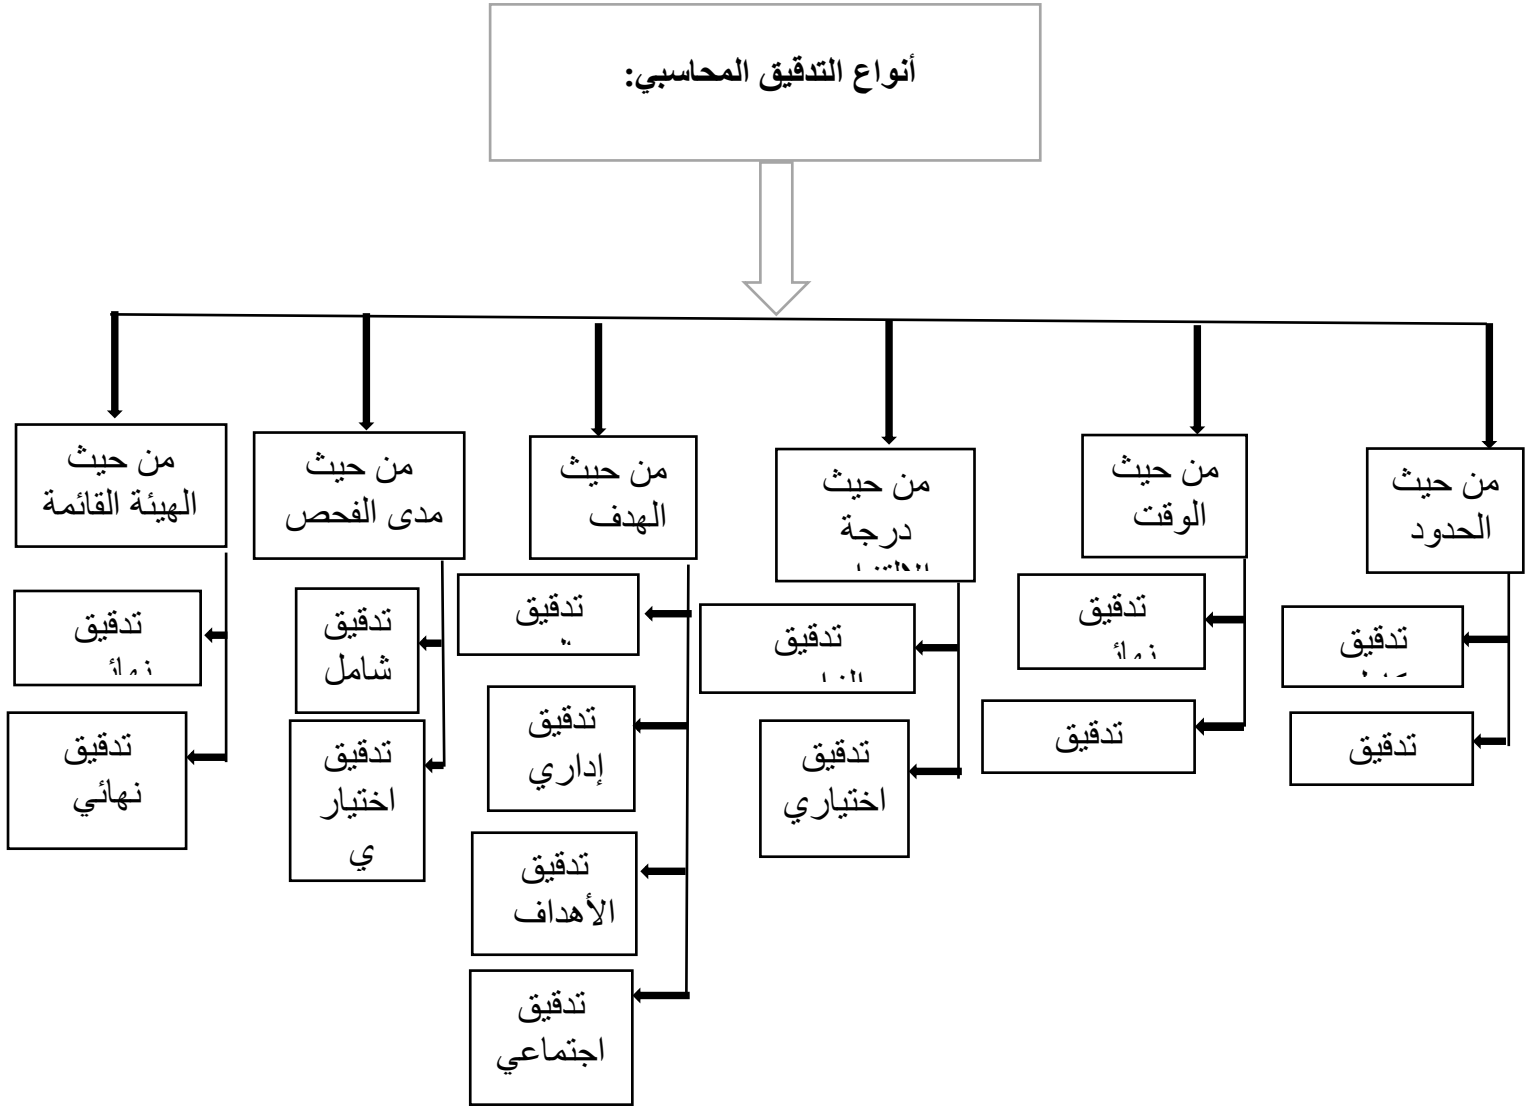 أنواع التدقيق المحاسبي:
من حيث
الحدود
من حيث
الوقت
من حيث
درجة
من حيث
الهدف
من حيث
مدى الفحص
من حيث
الهيئة القائمة
تدقيق
تدقيق
تدقيق
تدقيق
تدقيق
تدقيق
اختياري
تدقيق
تدقيق
إداري
تدقيق
الأهداف
تدقيق
اجتماعي
تدقيق
شامل
تدقيق
اختيار
ي
تدقيق
تدقيق
نهائي